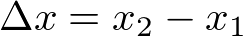 Δx = x₂ − x₁